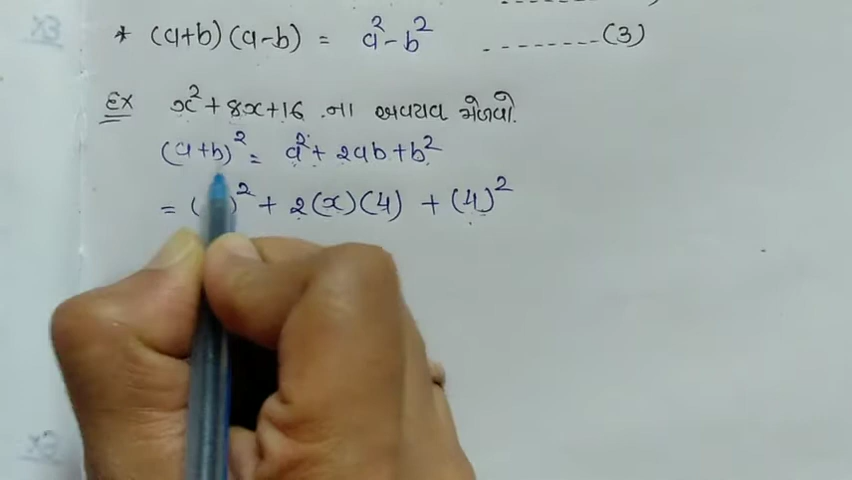 * (a+b) (a-b) = a² - b² --------(3)
Ex x² + 8x + 16 ના અવયવ મેળવો.
(a+b)² = a² + 2ab + b²
= ( )² + 2(x)(4) + (4)²